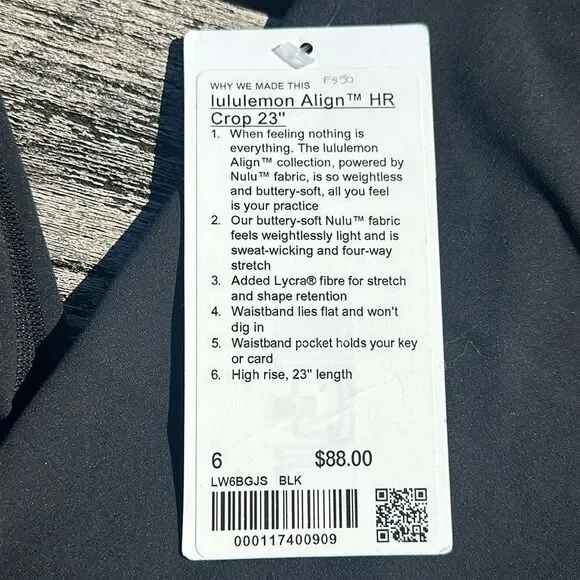 WHY WE MADE THIS
lululemon Align™ HR
Crop 23"
1. When feeling nothing is
everything. The lululemon
Align™ collection, powered by
Nulu™ fabric, is so weightless
and buttery-soft, all you feel
is your practice
2. Our buttery-soft Nulu™ fabric
feels weightlessly light and is
sweat-wicking and four-way
stretch
3. Added Lycra® fibre for stretch
and shape retention
4. Waistband lies flat and won't
dig in
5. Waistband pocket holds your key
or card
6. High rise, 23" length
6 $88.00
LW6BGJS BLK
000117400909